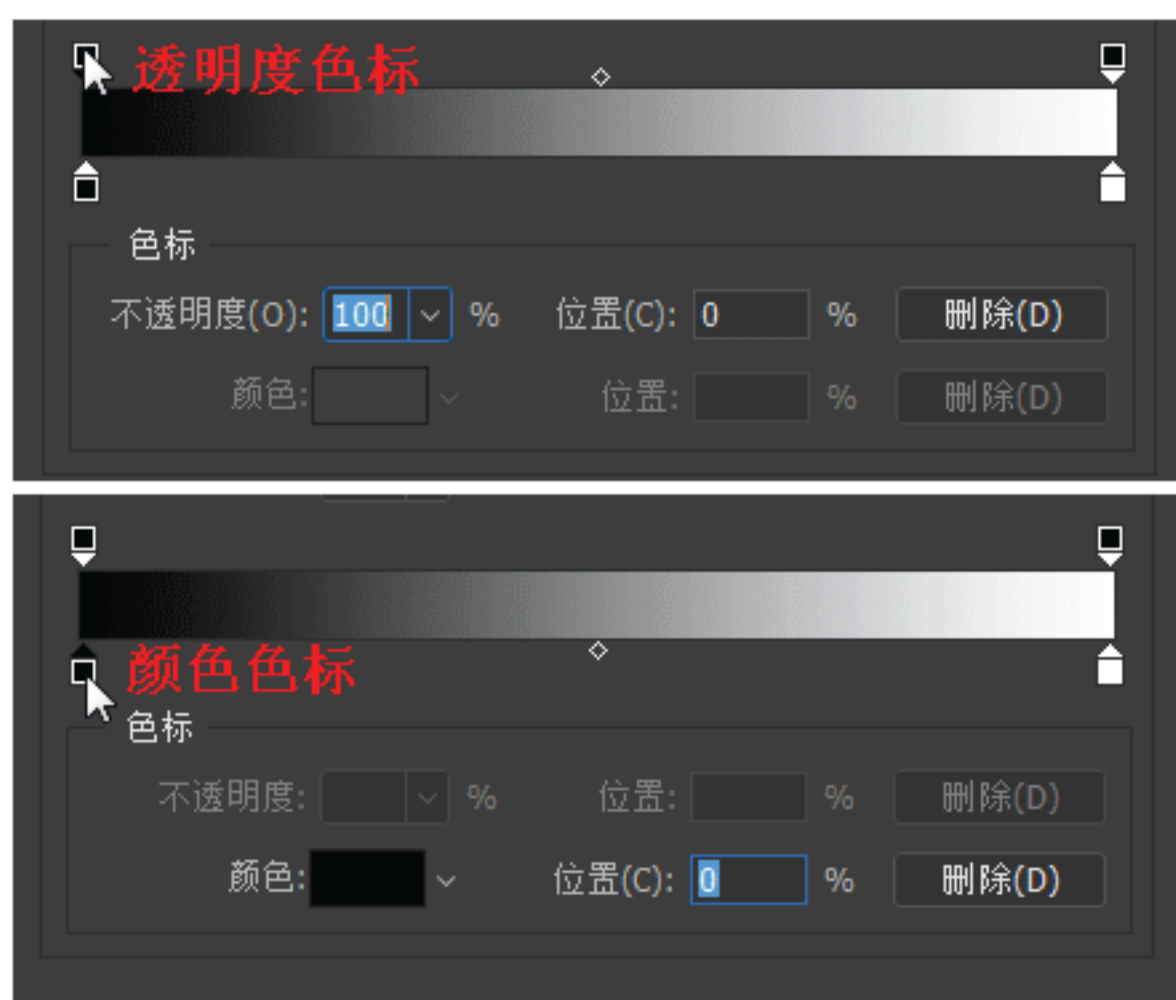 透明度色标
色标
不透明度(O): 100 % 位置(C): 0 % 删除(D)
颜色: 位置: % 删除(D)
颜色色标
色标
不透明度: % 位置: % 删除(D)
颜色: 位置(C): 0 % 删除(D)